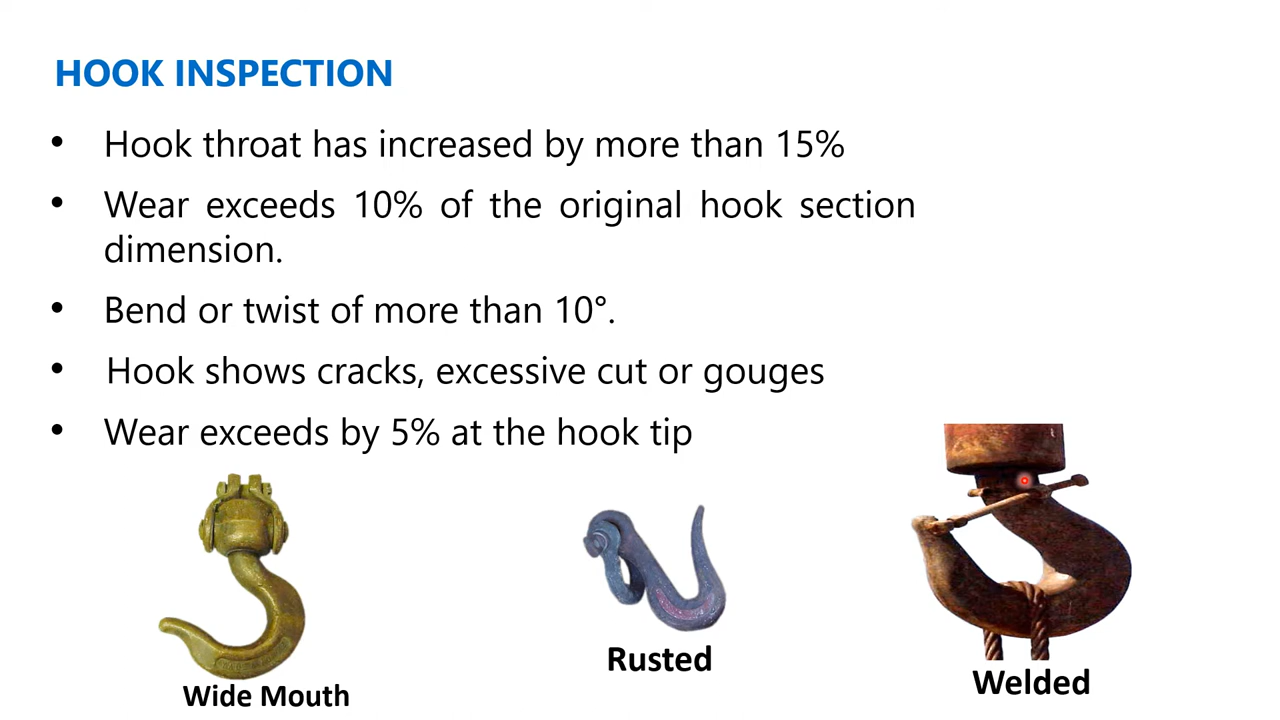 HOOK INSPECTION
• Hook throat has increased by more than 15%
• Wear exceeds 10% of the original hook section
dimension.
• Bend or twist of more than 10°.
• Hook shows cracks, excessive cut or gouges
• Wear exceeds by 5% at the hook tip
Wide Mouth
Rusted
Welded